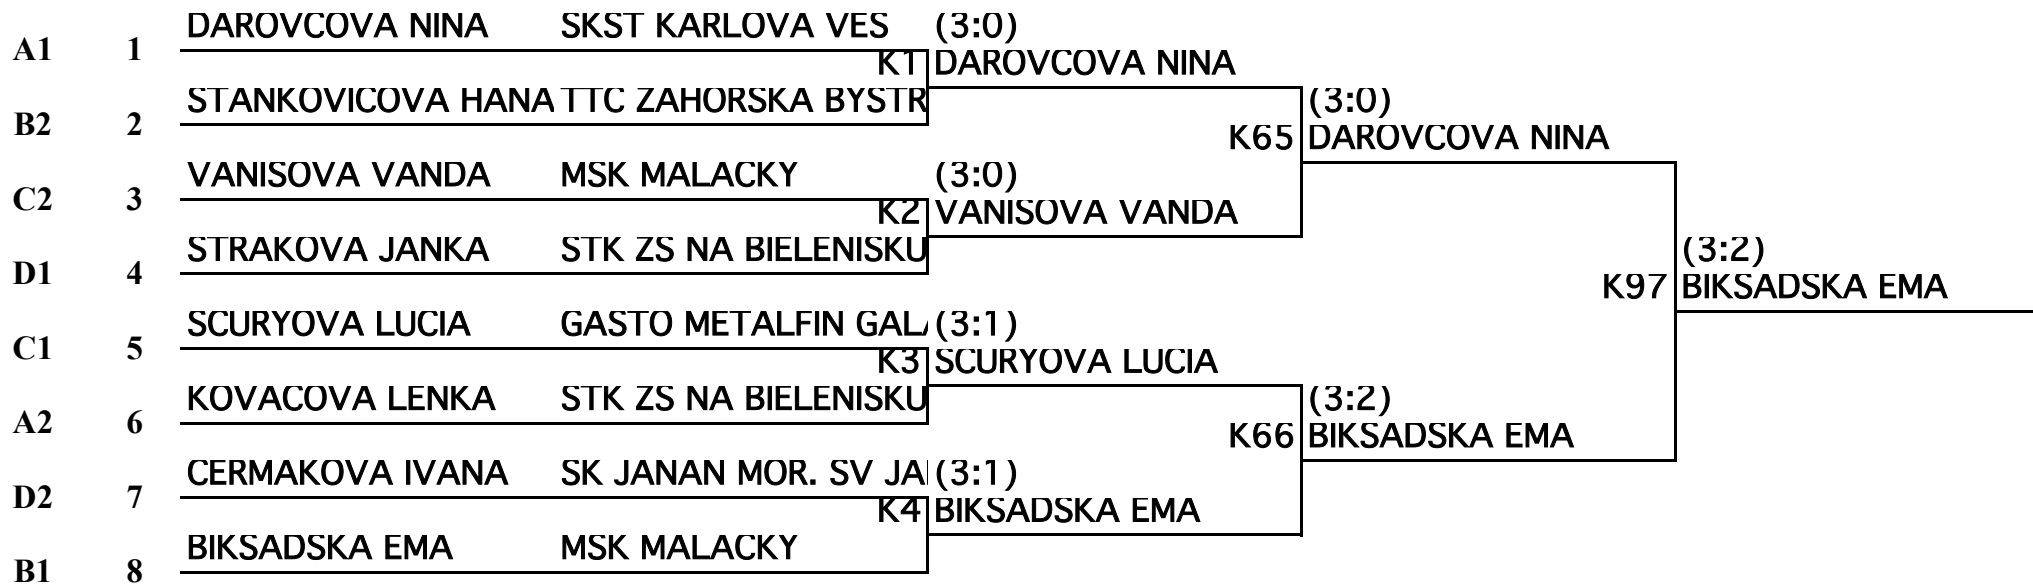 DAROVCOVA NINA SKST KARLOVA VES (3:0)
A1 1
K1 DAROVCOVA NINA
STANKOVICOVA HANA TTC ZAHORSKA BYSTR (3:0)
B2 2
K65 DAROVCOVA NINA
VANISOVA VANDA MSK MALACKY (3:0)
C2 3
K2 VANISOVA VANDA
STRAKOVA JANKA STK ZS NA BIELENISKU (3:2)
D1 4
K97 BIKSADSKA EMA
SCURYOVA LUCIA GASTO METALFIN (3:1)
C1 5
K3 SCURYOVA LUCIA
KOVACOVA LENKA STK ZS NA BIELENISKU (3:2)
A2 6
K66 BIKSADSKA EMA
CERMAKOVA IVANA SK JANAN MOR. SV (3:1)
D2 7
K4 BIKSADSKA EMA
BIKSADSKA EMA MSK MALACKY
B1 8